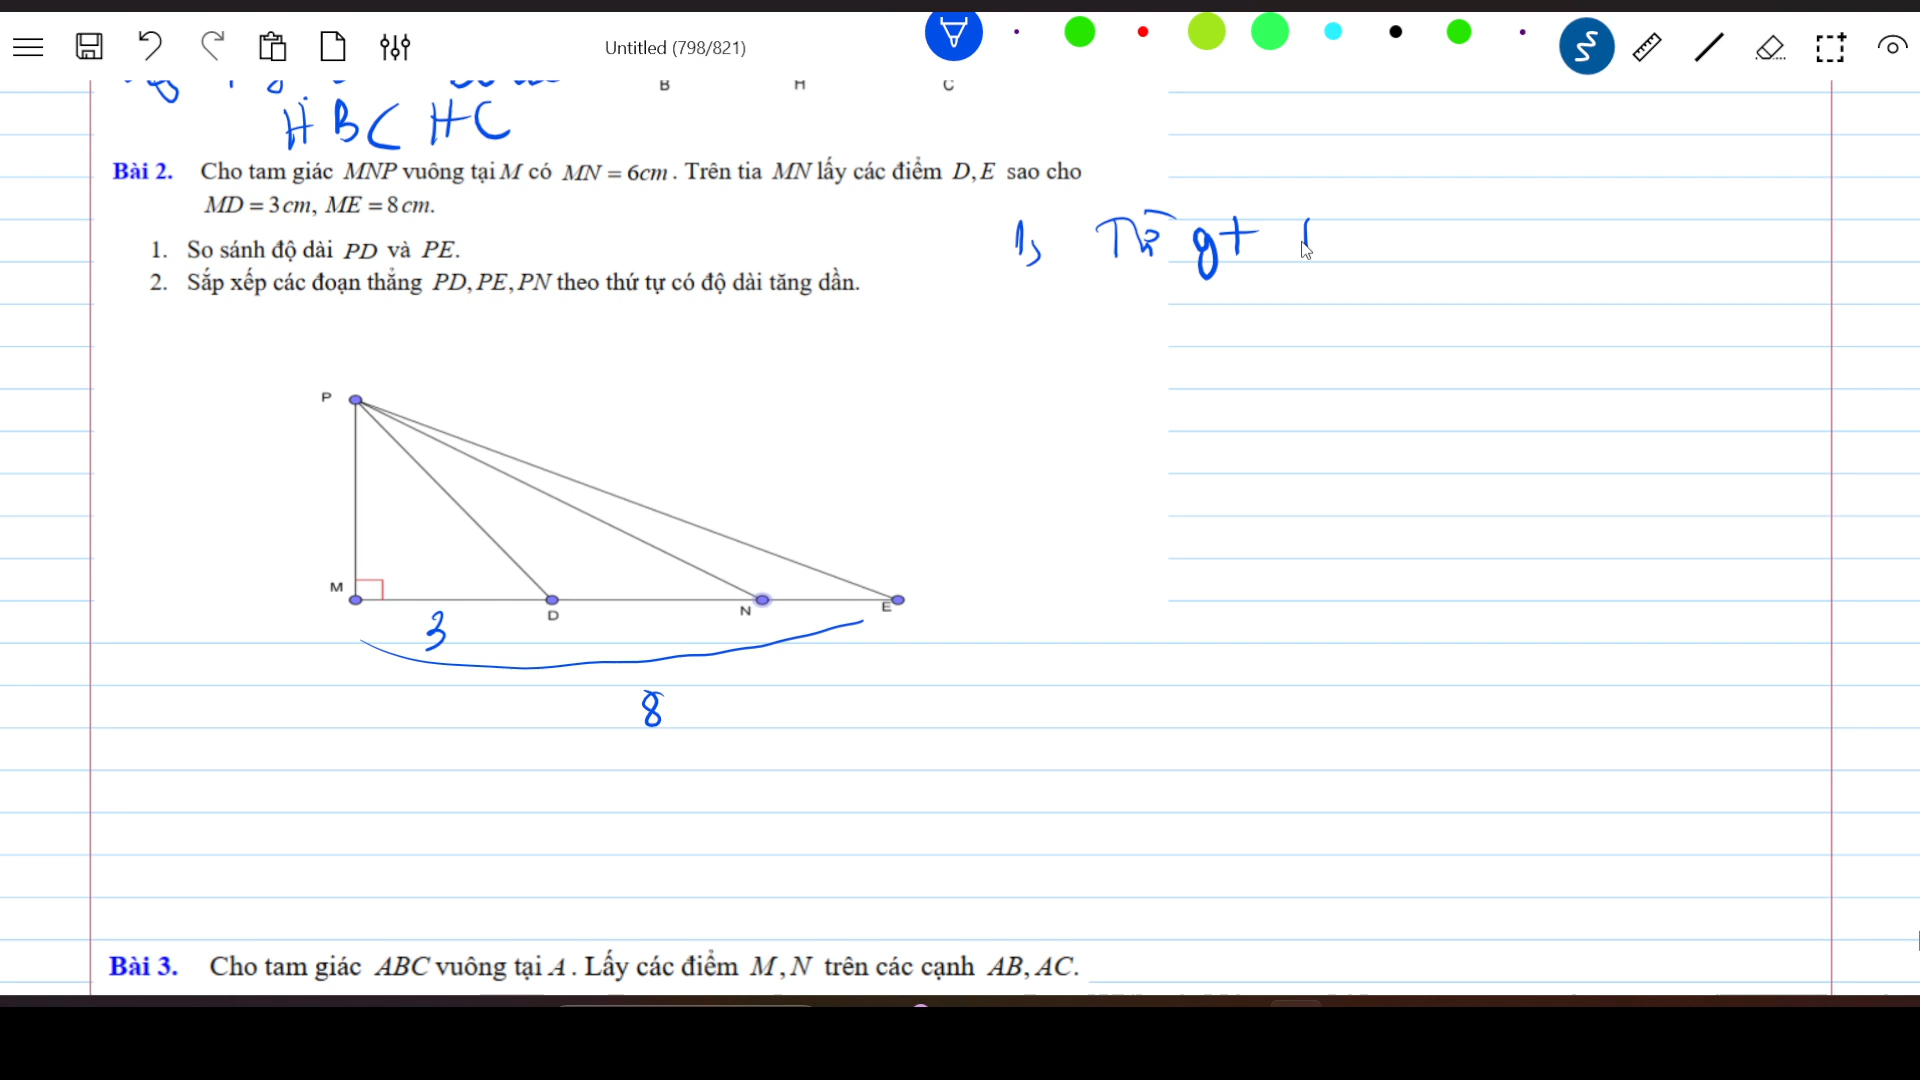 Untitled (798/821)
B H C
H BC HC
Bài 2. Cho tam giác MNP vuông tại M có MN = 6cm. Trên tia MN lấy các điểm D, E sao cho
MD = 3cm, ME = 8cm.
1, Từ gt
1. So sánh độ dài PD và PE.
2. Sắp xếp các đoạn thẳng PD, PE, PN theo thứ tự có độ dài tăng dần.
P
M
D N E
3
8
Bài 3. Cho tam giác ABC vuông tại A. Lấy các điểm M, N trên các cạnh AB, AC.